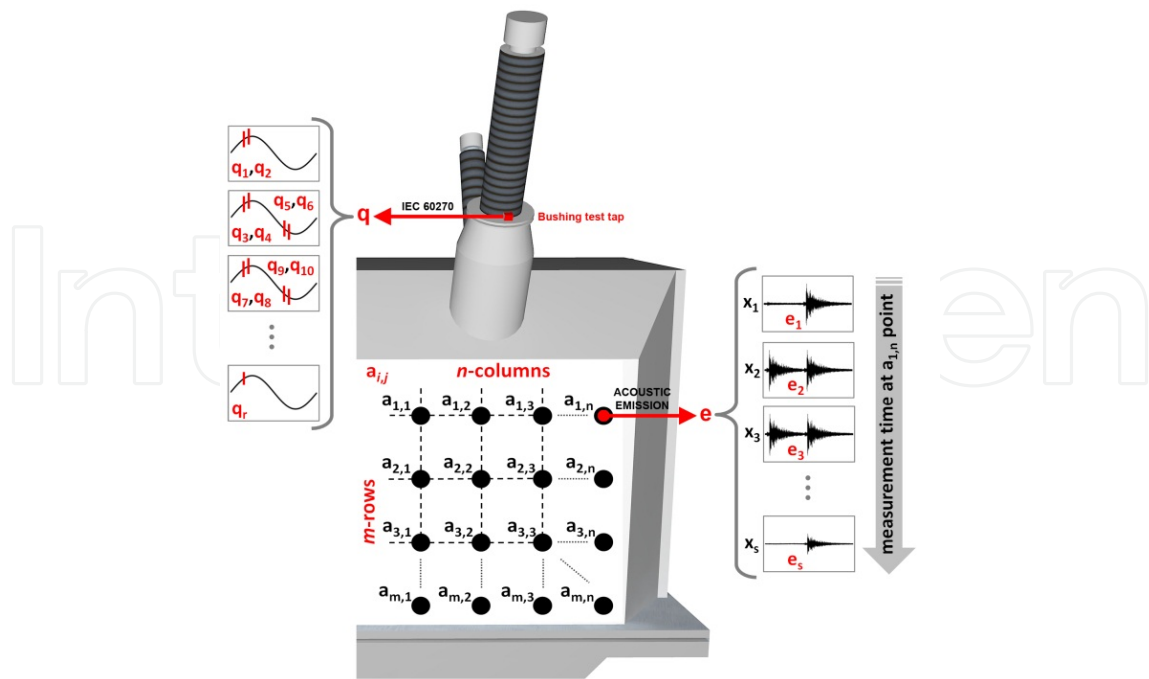 q₁,q₂
q₅,q₆
q₃,q₄
q₉,q₁₀
q₇,q₈
qᵣ
q
IEC 60270
Bushing test tap
aᵢ,ⱼ
n-columns
m-rows
a₁,₁ a₁,₂ a₁,₃ a₁,ₙ
a₂,₁ a₂,₂ a₂,₃ a₂,ₙ
a₃,₁ a₃,₂ a₃,₃ a₃,ₙ
aₘ,₁ aₘ,₂ aₘ,₃ aₘ,ₙ
ACOUSTIC
EMISSION
e
x₁
e₁
x₂
e₂
x₃
e₃
xₛ
eₛ
measurement time at a₁,ₙ point